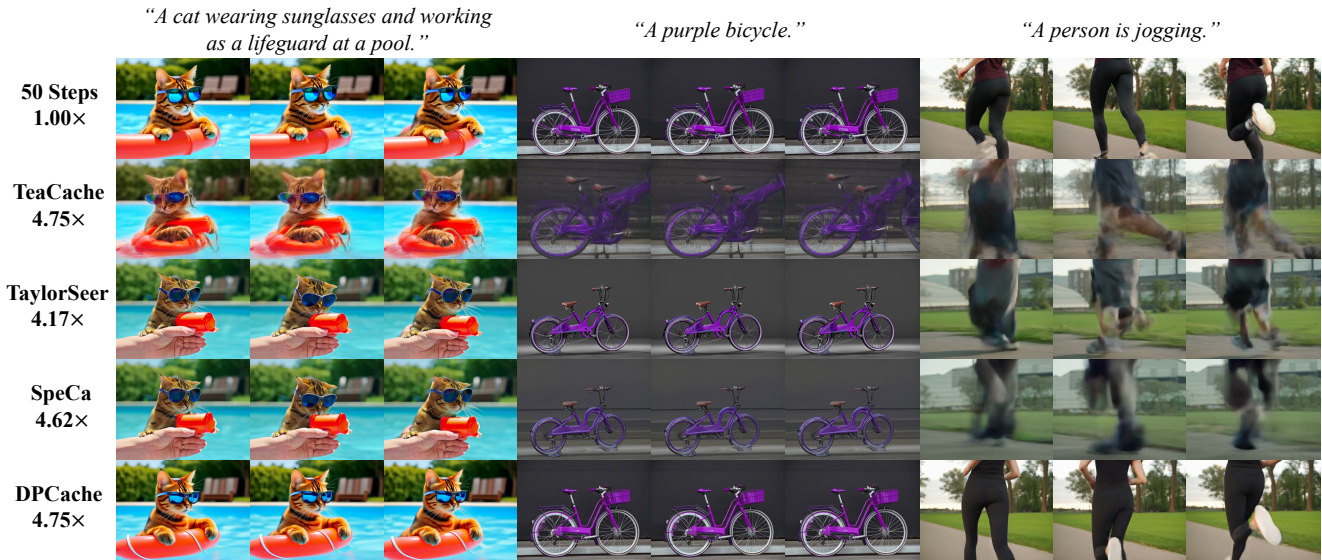 “A cat wearing sunglasses and working
as a lifeguard at a pool.”
“A purple bicycle.”
“A person is jogging.”
50 Steps
1.00×
TeaCache
4.75×
TaylorSeer
4.17×
SpeCa
4.62×
DPCache
4.75×